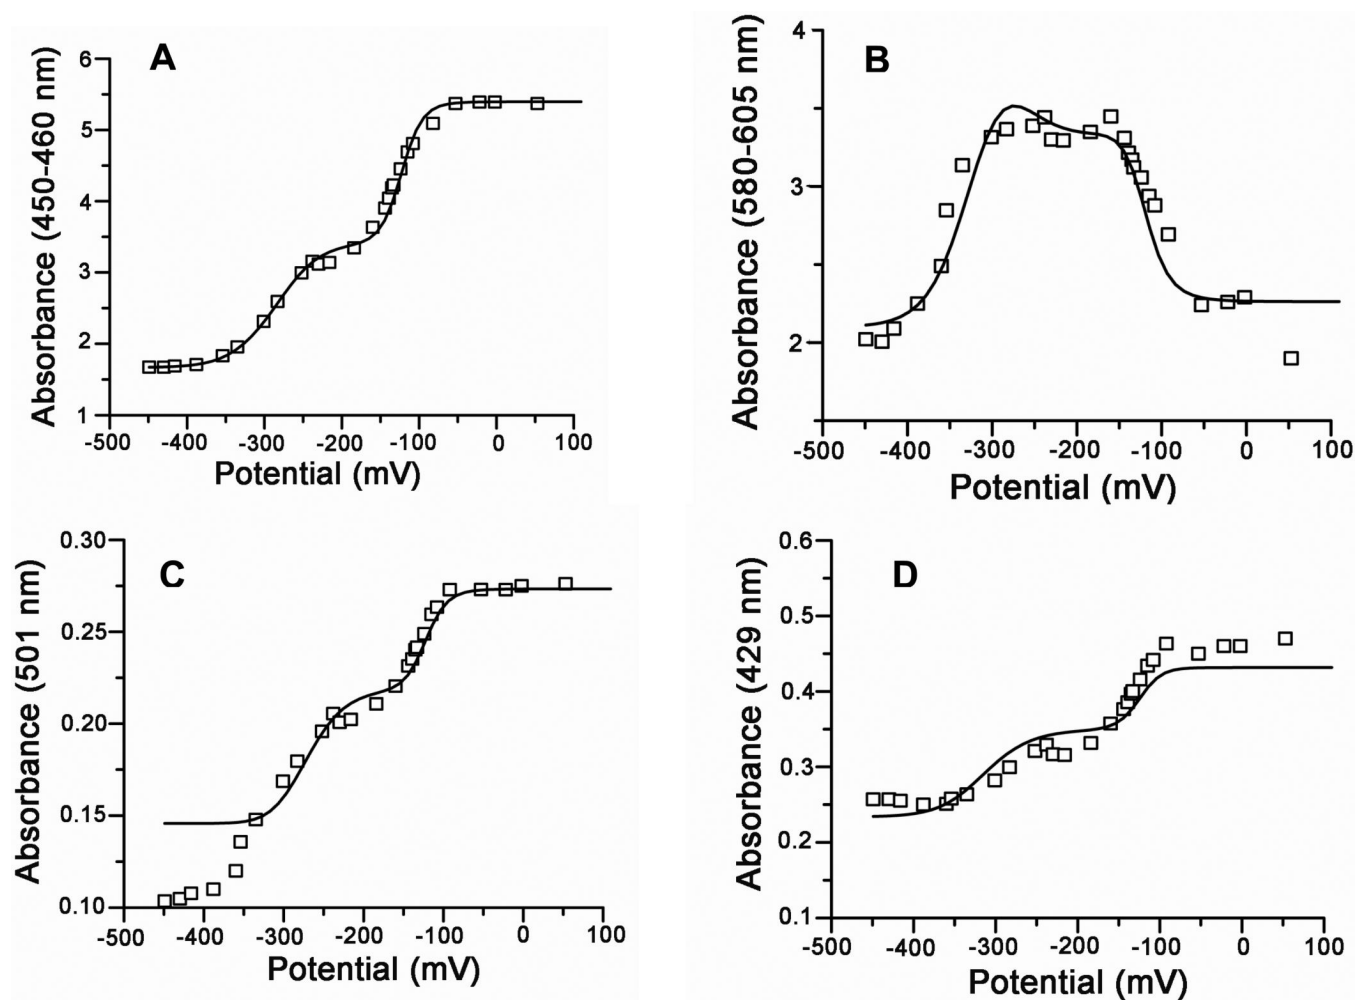 A
Absorbance (450-460 nm)
6
5
4
3
2
1
-500 -400 -300 -200 -100 0 100
Potential (mV)
B
Absorbance (580-605 nm)
4
3
2
-500 -400 -300 -200 -100 0 100
Potential (mV)
C
Absorbance (501 nm)
0.30
0.25
0.20
0.15
0.10
-500 -400 -300 -200 -100 0 100
Potential (mV)
D
Absorbance (429 nm)
0.6
0.5
0.4
0.3
0.2
0.1
-500 -400 -300 -200 -100 0 100
Potential (mV)